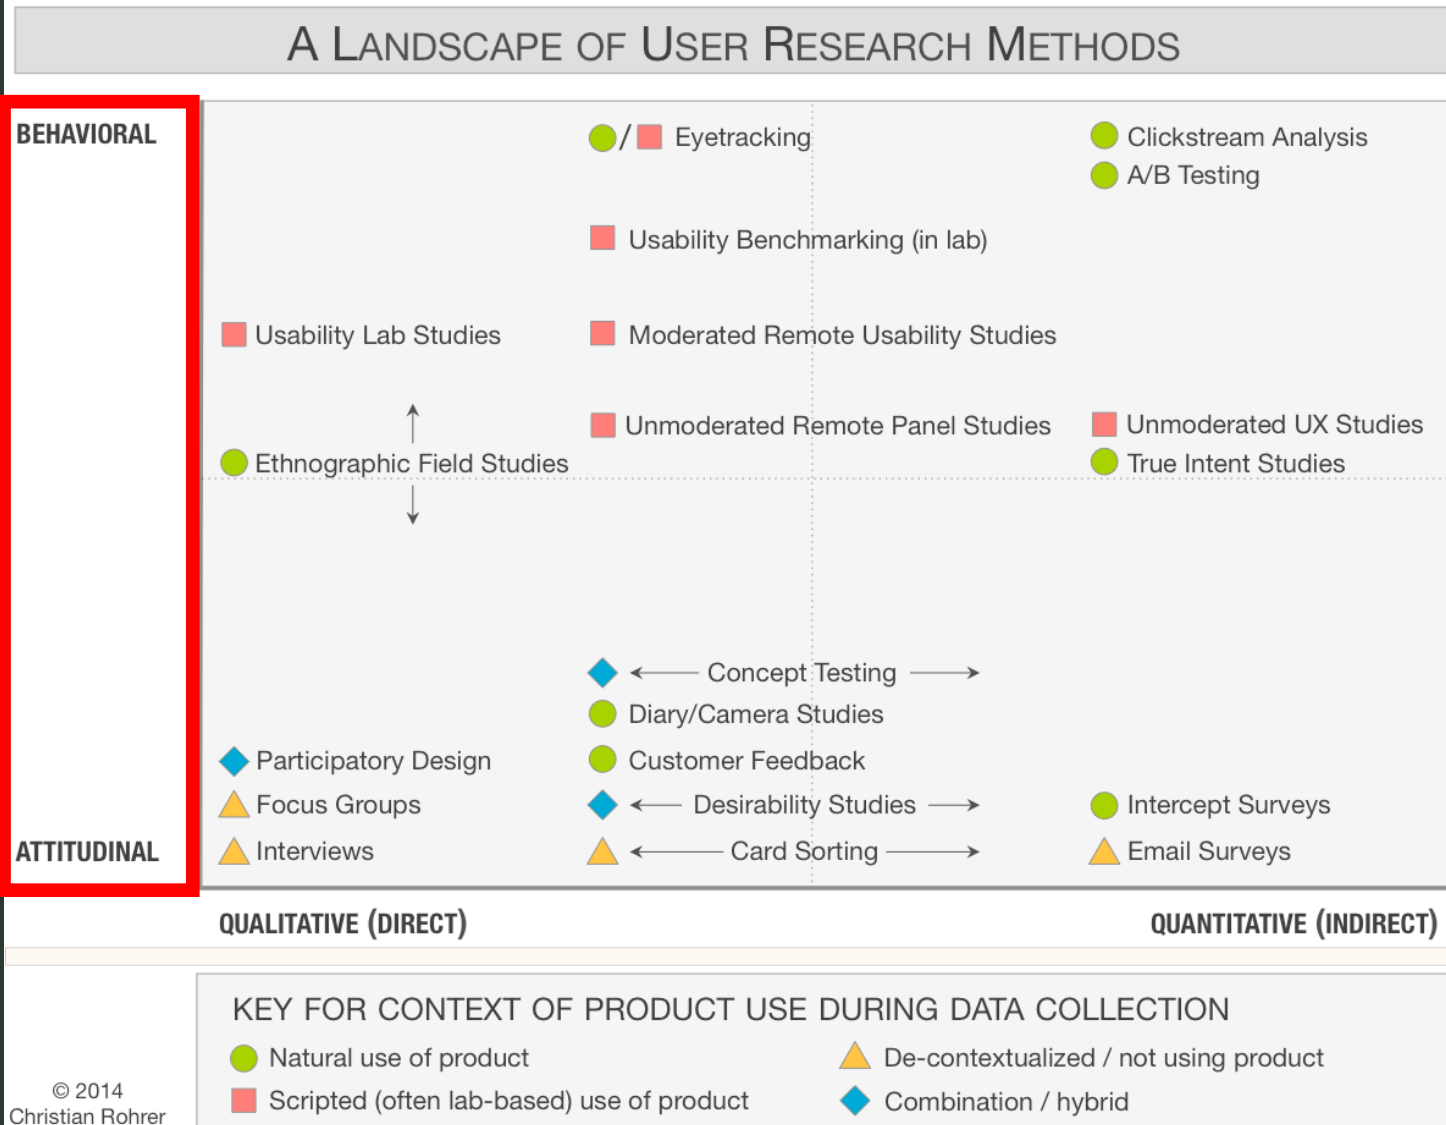 A LANDSCAPE OF USER RESEARCH METHODS
BEHAVIORAL
/ Eyetracking
Clickstream Analysis
A/B Testing
Usability Benchmarking (in lab)
Usability Lab Studies
Moderated Remote Usability Studies
Unmoderated Remote Panel Studies
Unmoderated UX Studies
Ethnographic Field Studies
True Intent Studies
Concept Testing
Diary/Camera Studies
Participatory Design
Customer Feedback
Focus Groups
Desirability Studies
Intercept Surveys
ATTITUDINAL
Interviews
Card Sorting
Email Surveys
QUALITATIVE (DIRECT)
QUANTITATIVE (INDIRECT)
KEY FOR CONTEXT OF PRODUCT USE DURING DATA COLLECTION
Natural use of product
De-contextualized / not using product
Scripted (often lab-based) use of product
Combination / hybrid
© 2014
Christian Rohrer